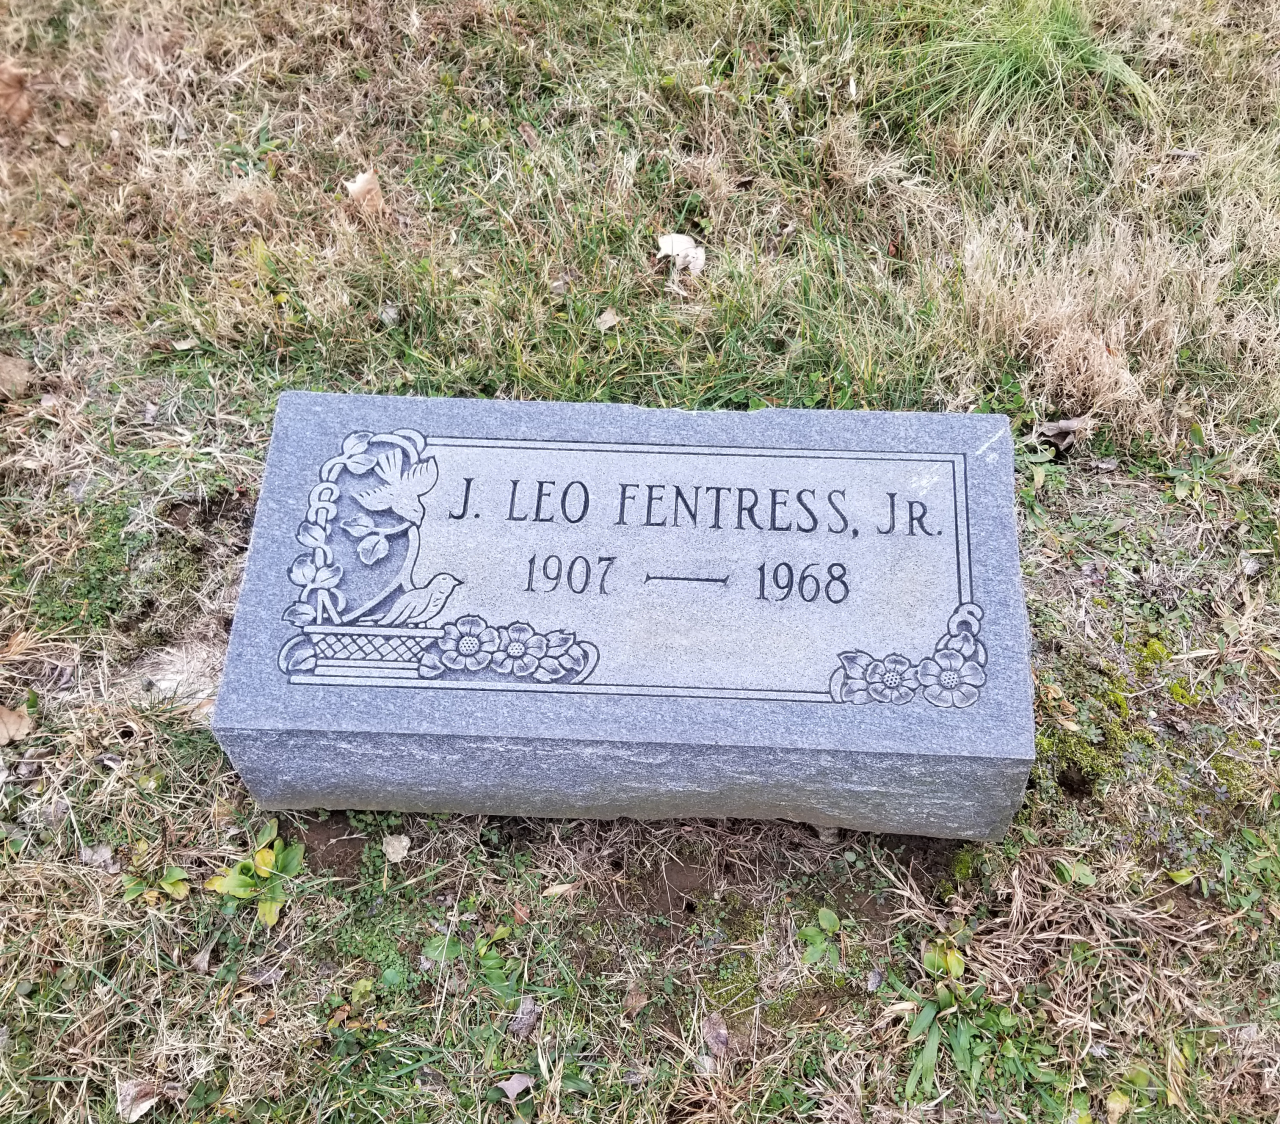 J. LEO FENTRESS, JR.
1907 — 1968